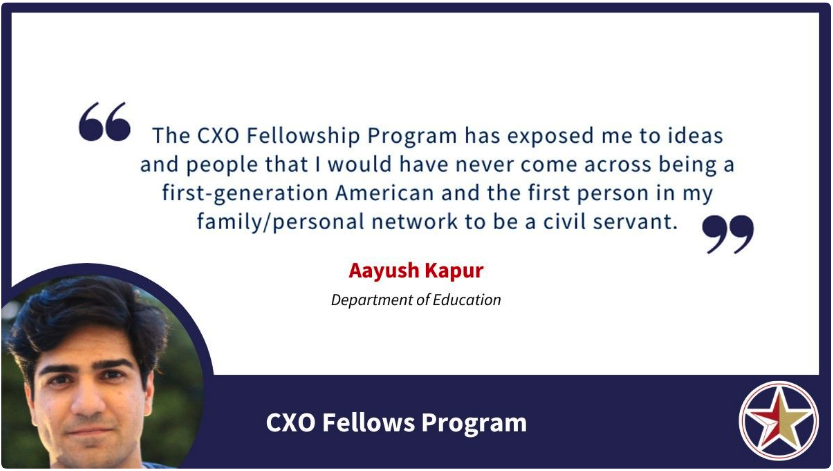 “ The CXO Fellowship Program has exposed me to ideas
and people that I would have never come across being a
first-generation American and the first person in my
family/personal network to be a civil servant. ”
Aayush Kapur
Department of Education
CXO Fellows Program